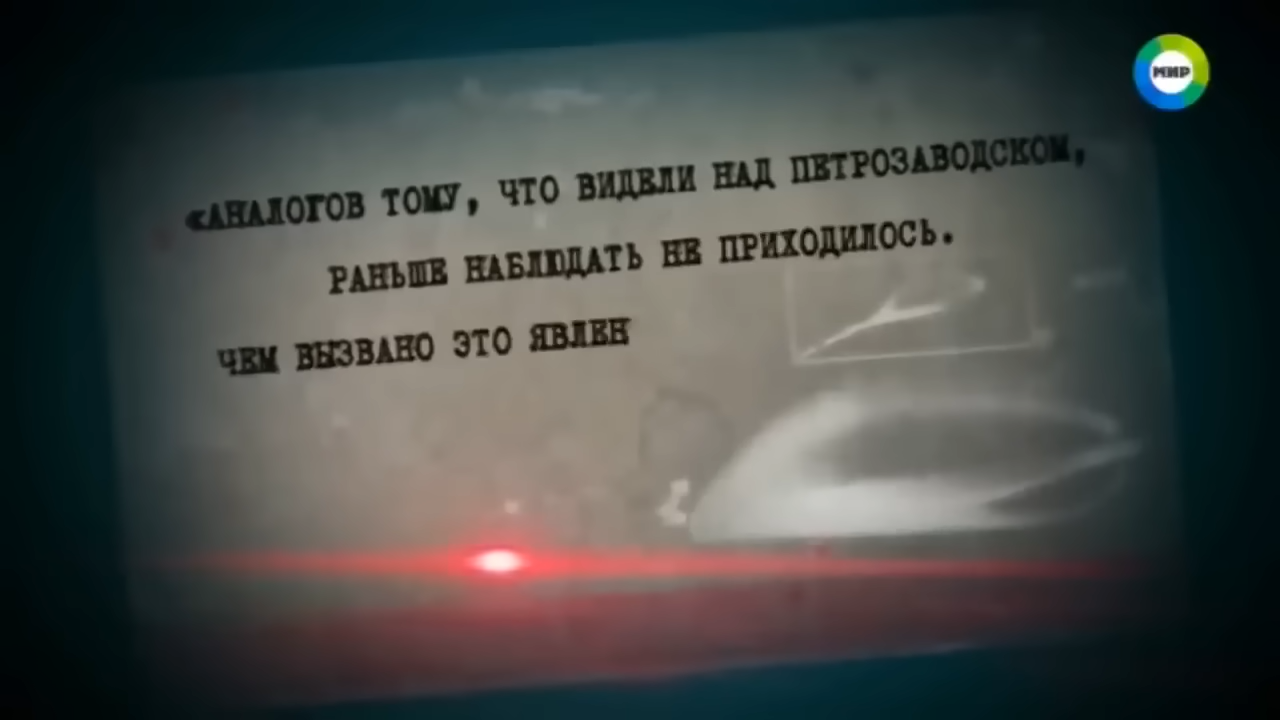 МИР
«АНАЛОГОВ ТОМУ, ЧТО ВИДЕЛИ НАД ПЕТРОЗАВОДСКОМ,
РАНЬШЕ НАБЛЮДАТЬ НЕ ПРИХОДИЛОСЬ.
ЧЕМ ВЫЗВАНО ЭТО ЯВЛЕН